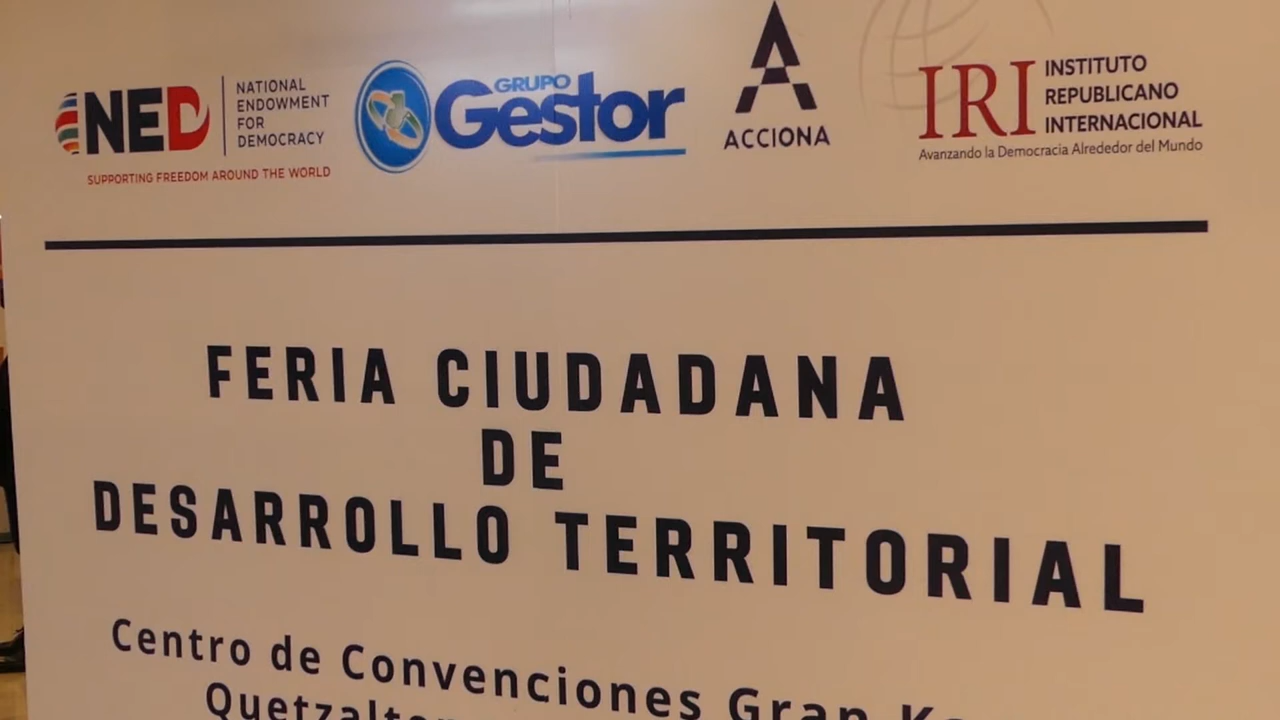 NED
NATIONAL
ENDOWMENT
FOR
DEMOCRACY
SUPPORTING FREEDOM AROUND THE WORLD
GRUPO
Gestor
ACCIONA
IRI
INSTITUTO
REPUBLICANO
INTERNACIONAL
Avanzando la Democracia Alrededor del Mundo
FERIA CIUDADANA
DE
DESARROLLO TERRITORIAL
Centro de Convenciones Gran